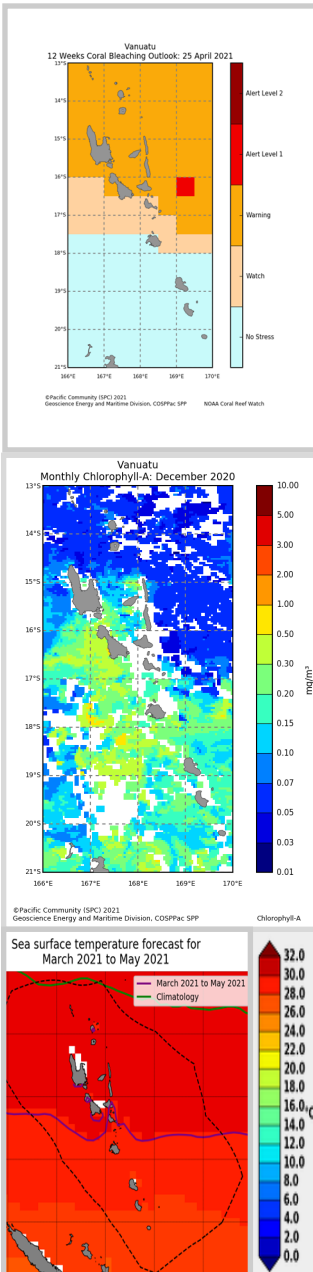 Vanuatu
12 Weeks Coral Bleaching Outlook: 25 April 2021
13°S
14°S
15°S
16°S
17°S
18°S
19°S
20°S
21°S
166°E 167°E 168°E 169°E 170°E
Alert Level 2
Alert Level 1
Warning
Watch
No Stress
©Pacific Community (SPC) 2021
Geoscience Energy and Maritime Division, COSPPac SPP NOAA Coral Reef Watch
Vanuatu
Monthly Chlorophyll-A: December 2020
13°S
14°S
15°S
16°S
17°S
18°S
19°S
20°S
21°S
166°E 167°E 168°E 169°E 170°E
10.00
5.00
3.00
2.00
1.00
0.50
0.30
0.20
0.15
0.10
0.07
0.05
0.03
0.01
mg/m³
©Pacific Community (SPC) 2021
Geoscience Energy and Maritime Division, COSPPac SPP Chlorophyll-A
Sea surface temperature forecast for
March 2021 to May 2021
March 2021 to May 2021
Climatology
32.0
30.0
28.0
26.0
24.0
22.0
20.0
18.0
16.0
14.0
12.0
10.0
8.0
6.0
4.0
2.0
0.0
°C